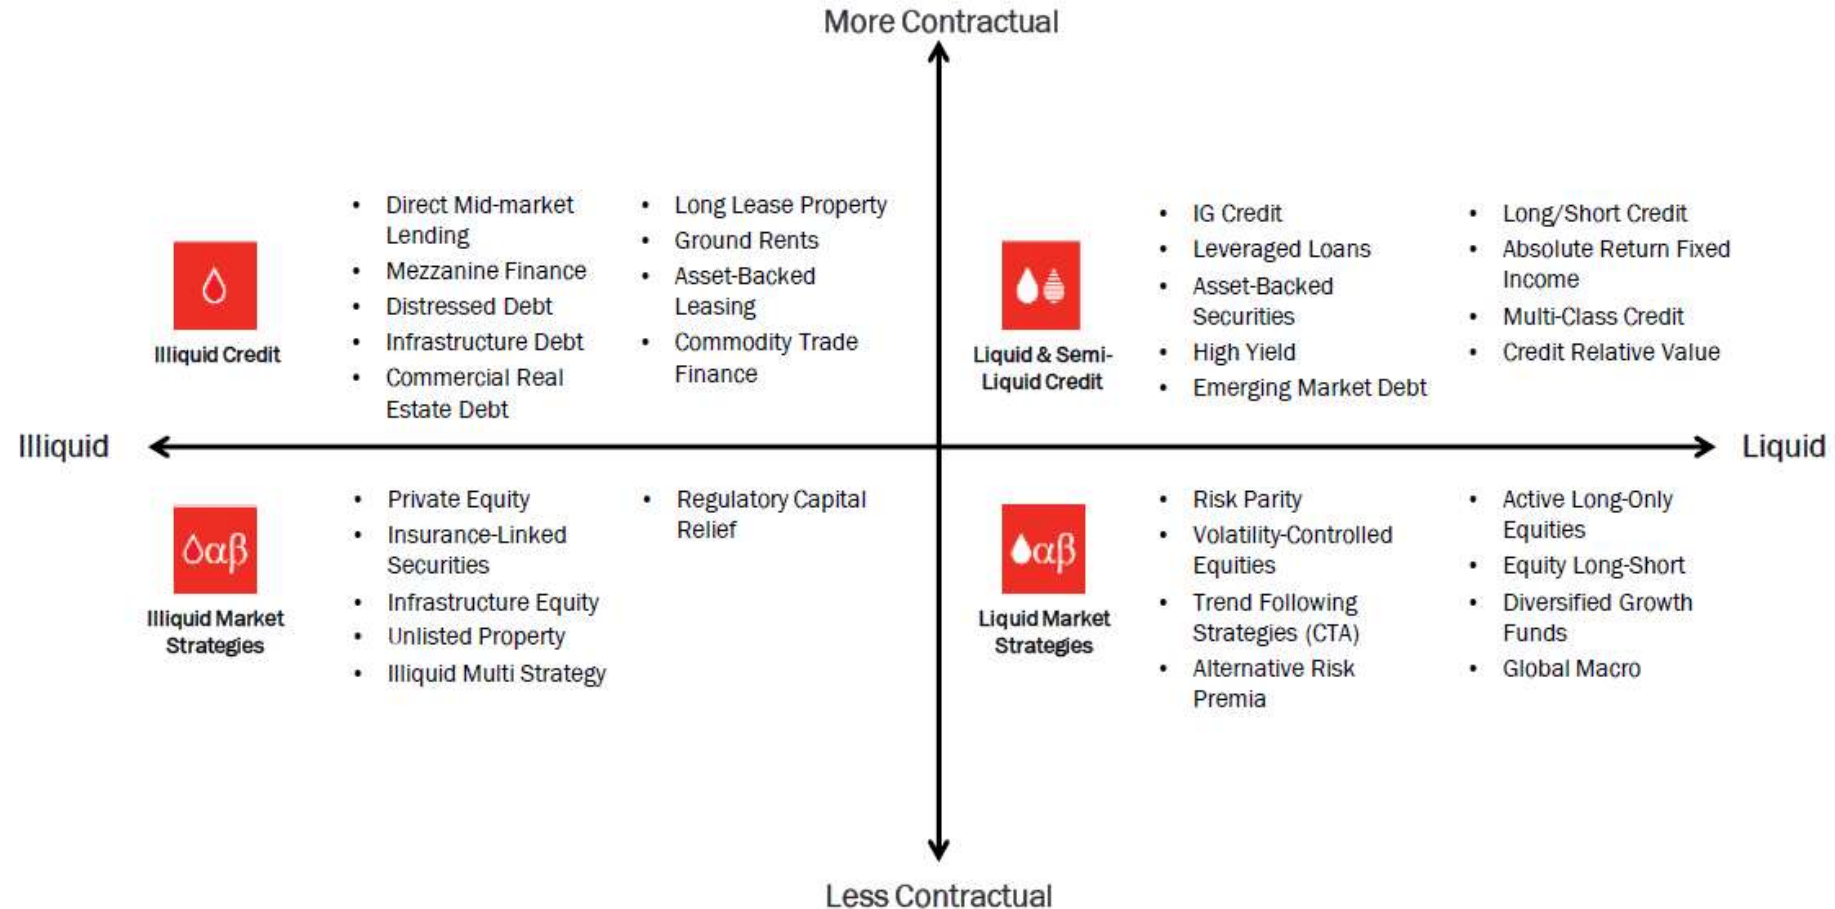 More Contractual
• Direct Mid-market
Lending
• Mezzanine Finance
• Distressed Debt
• Infrastructure Debt
• Commercial Real
Estate Debt
• Long Lease Property
• Ground Rents
• Asset-Backed
Leasing
• Commodity Trade
Finance
Illiquid Credit
• IG Credit
• Leveraged Loans
• Asset-Backed
Securities
• High Yield
• Emerging Market Debt
• Long/Short Credit
• Absolute Return Fixed
Income
• Multi-Class Credit
• Credit Relative Value
Liquid & Semi-
Liquid Credit
Illiquid
Liquid
αβ
Illiquid Market
Strategies
• Private Equity
• Insurance-Linked
Securities
• Infrastructure Equity
• Unlisted Property
• Illiquid Multi Strategy
• Regulatory Capital
Relief
αβ
Liquid Market
Strategies
• Risk Parity
• Volatility-Controlled
Equities
• Trend Following
Strategies (CTA)
• Alternative Risk
Premia
• Active Long-Only
Equities
• Equity Long-Short
• Diversified Growth
Funds
• Global Macro
Less Contractual